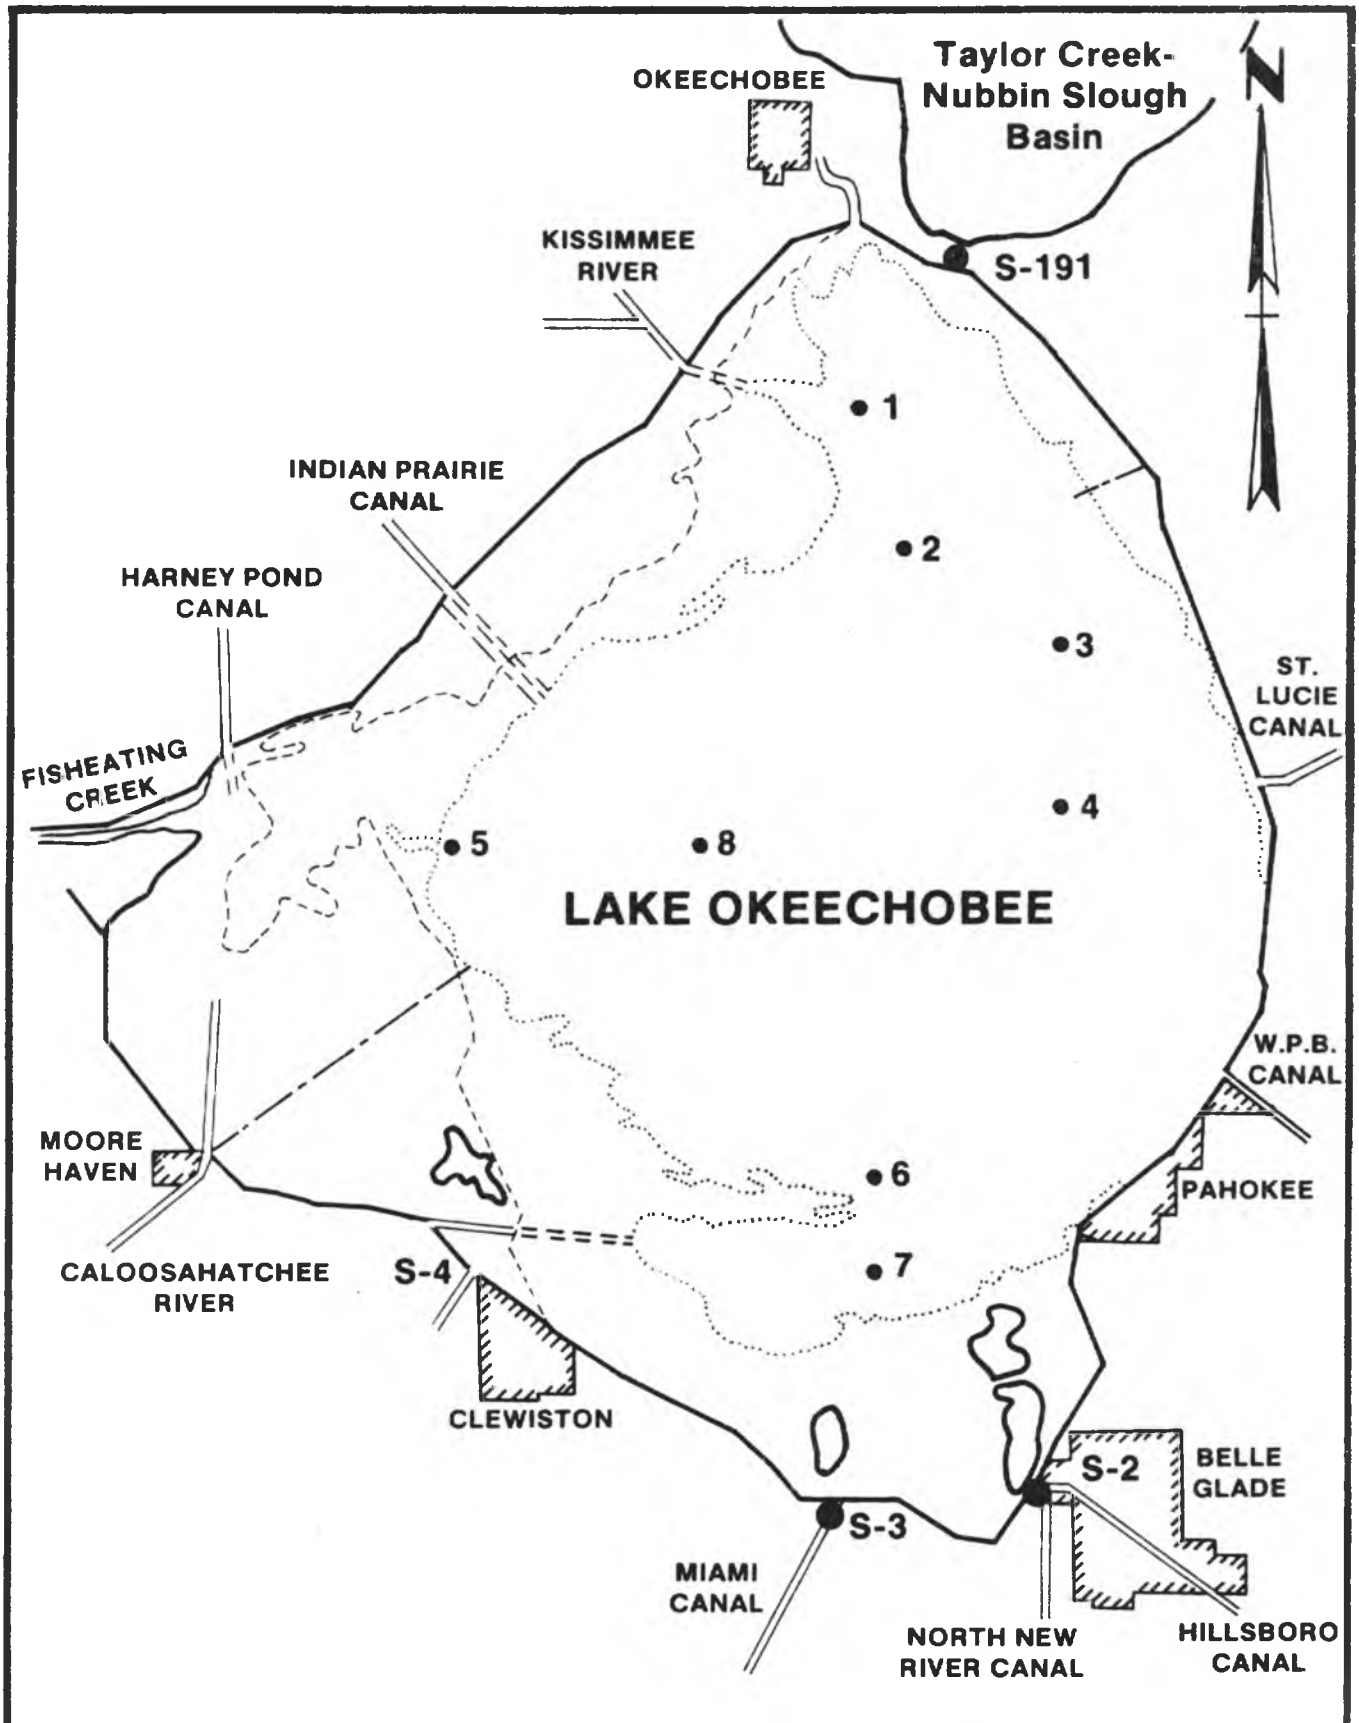 Taylor Creek-
Nubbin Slough
Basin
N
OKEECHOBEE
KISSIMMEE
RIVER
S-191
1
INDIAN PRAIRIE
CANAL
2
HARNEY POND
CANAL
3
ST.
LUCIE
CANAL
FISHEATING
CREEK
4
5
8
LAKE OKEECHOBEE
W.P.B.
CANAL
MOORE
HAVEN
6
PAHOKEE
CALOOSAHATCHEE
RIVER
S-4
7
CLEWISTON
S-2
BELLE
GLADE
S-3
MIAMI
CANAL
NORTH NEW
RIVER CANAL
HILLSBORO
CANAL